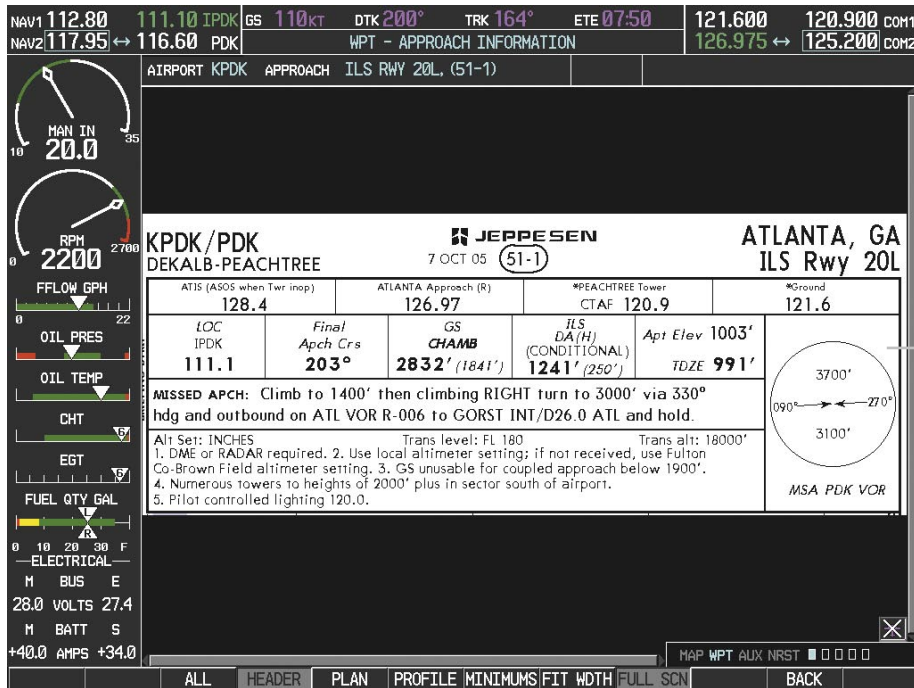 NAV1 112.80 111.10 IPDK GS 110KT DTK 200° TRK 164° ETE 07:50 121.600 120.900 COM1
NAV2 117.95 ↔ 116.60 PDK WPT - APPROACH INFORMATION 126.975 ↔ 125.200 COM2
AIRPORT KPDK APPROACH ILS RWY 20L, (51-1)
MAN IN
10 20.0 35
RPM
0 2200 2700
FFLOW GPH
0 22
OIL PRES
OIL TEMP
CHT
6
EGT
6
FUEL QTY GAL
L
R
0 10 20 30 F
ELECTRICAL
M BUS E
28.0 VOLTS 27.4
M BATT S
+40.0 AMPS +34.0
KPDK/PDK JEPPESEN ATLANTA, GA
DEKALB-PEACHTREE 7 OCT 05 51-1 ILS Rwy 20L
ATIS (ASOS when Twr inop) ATLANTA Approach (R) *PEACHTREE Tower *Ground
128.4 126.97 CTAF 120.9 121.6
LOC Final GS ILS
IPDK Apch Crs CHAMB DA(H) Apt Elev 1003'
(CONDITIONAL)
111.1 203° 2832' (1841') 1241' (250') TDZE 991'
MISSED APCH: Climb to 1400' then climbing RIGHT turn to 3000' via 330°
hdg and outbound on ATL VOR R-006 to GORST INT/D26.0 ATL and hold.
Alt Set: INCHES Trans level: FL 180 Trans alt: 18000'
1. DME or RADAR required. 2. Use local altimeter setting; if not received, use Fulton
Co-Brown Field altimeter setting. 3. GS unusable for coupled approach below 1900'.
4. Numerous towers to heights of 2000' plus in sector south of airport.
5. Pilot controlled lighting 120.0.
3700'
090° 270°
3100'
MSA PDK VOR
MAP WPT AUX NRST
ALL HEADER PLAN PROFILE MINIMUMS FIT WDTH FULL SCN BACK